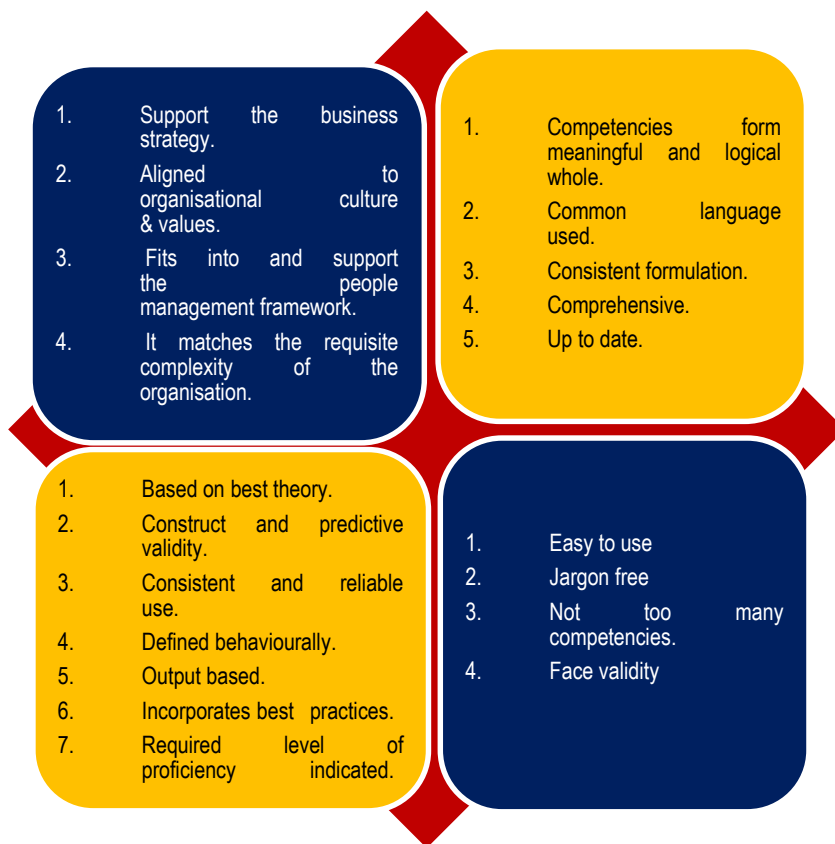 1. Support the business
strategy.
2. Aligned to
organisational culture
& values.
3. Fits into and support
the people
management framework.
4. It matches the requisite
complexity of the
organisation.
1. Competencies form
meaningful and logical
whole.
2. Common language
used.
3. Consistent formulation.
4. Comprehensive.
5. Up to date.
1. Based on best theory.
2. Construct and predictive
validity.
3. Consistent and reliable
use.
4. Defined behaviourally.
5. Output based.
6. Incorporates best practices.
7. Required level of
proficiency indicated.
1. Easy to use
2. Jargon free
3. Not too many
competencies.
4. Face validity